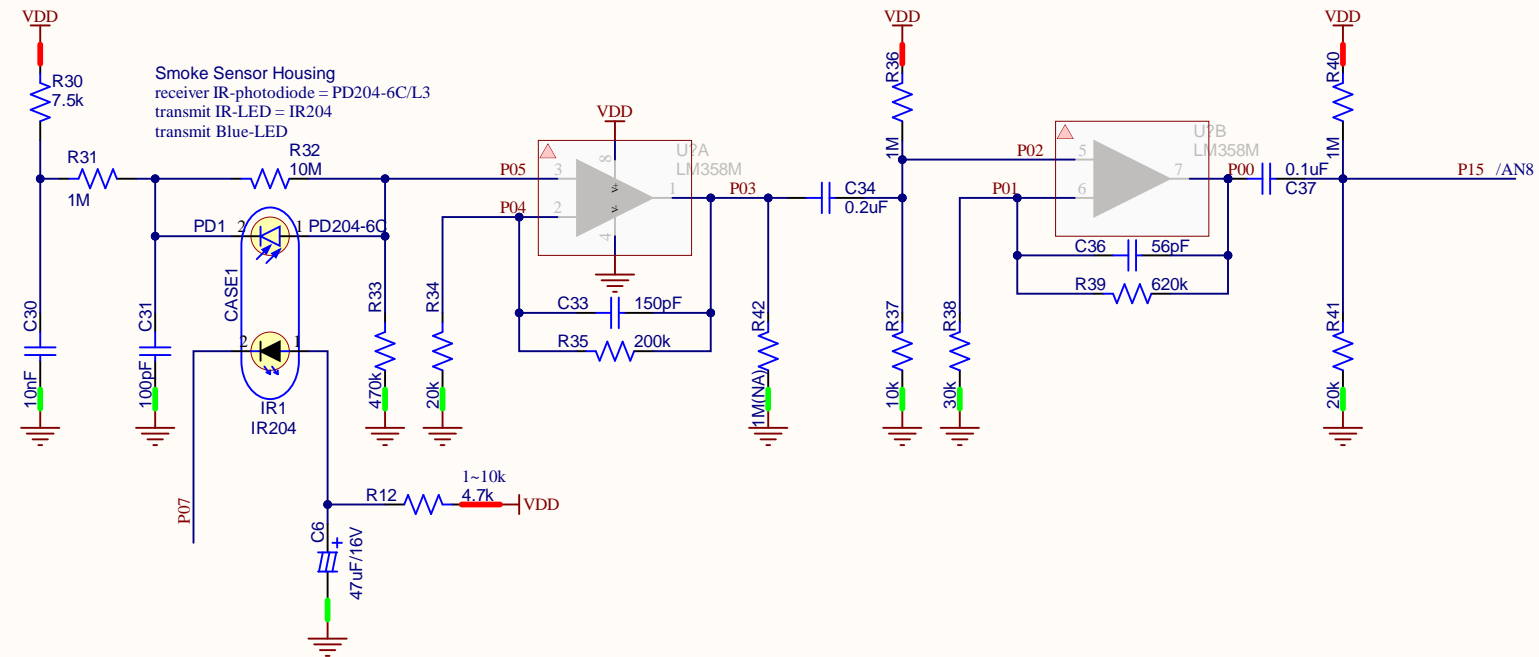 VDD
R30
7.5k
Smoke Sensor Housing
receiver IR-photodiode = PD204-6C/L3
transmit IR-LED = IR204
transmit Blue-LED
R31
1M
R32
10M
PD1
2
1
PD204-6C
CASE1
2
1
IR1
IR204
C30
10nF
C31
100pF
P07
R12
1~10k
4.7k
VDD
C6
+
47uF/16V
R33
470k
R34
20k
P05
P04
VDD
U?A
LM358M
3
2
8
V+
V-
4
1
P03
C33
150pF
R35
200k
R42
1M(NA)
C34
0.2uF
VDD
R36
1M
R37
10k
P02
P01
U?B
LM358M
5
6
7
P00
C36
56pF
R39
620k
R38
30k
0.1uF
C37
VDD
R40
1M
R41
20k
P15 /AN8